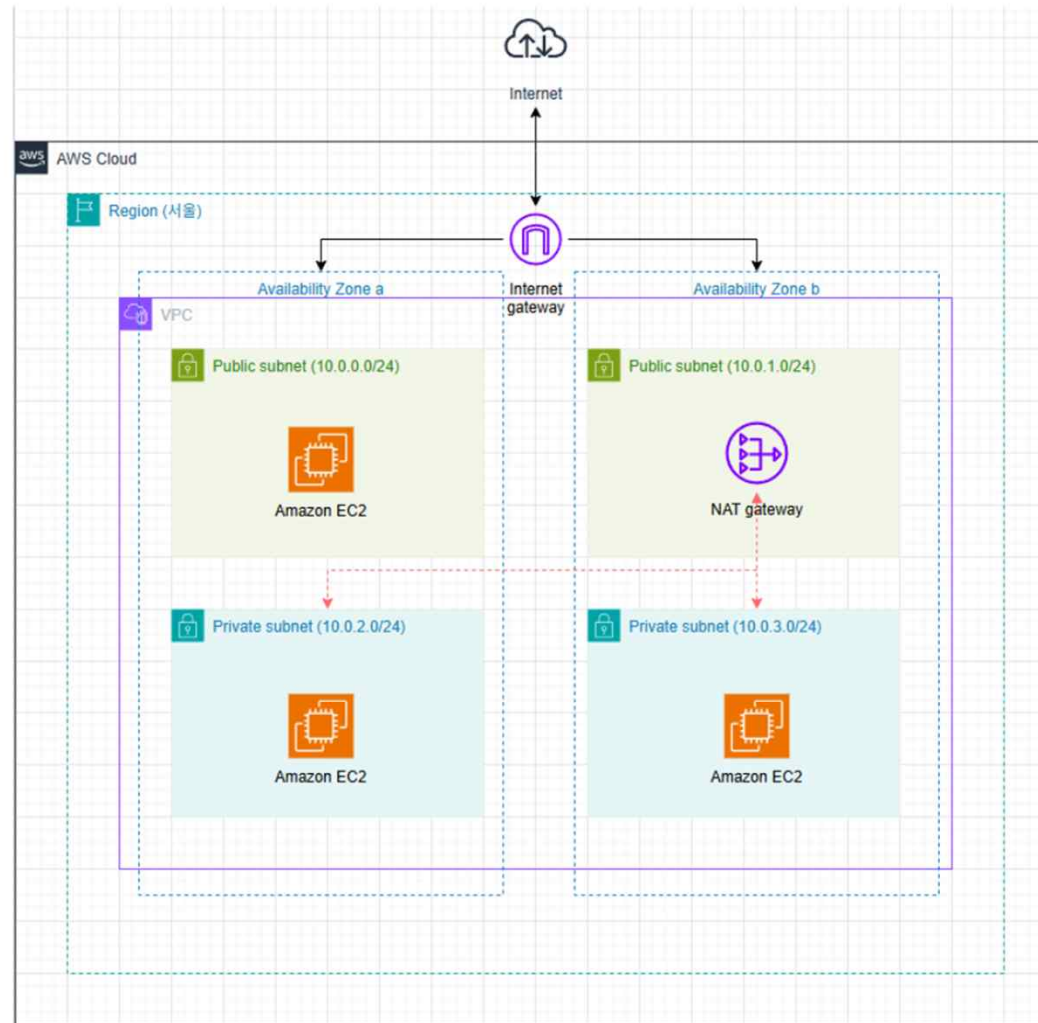 Internet
aws
AWS Cloud
Region (서울)
Internet
gateway
Availability Zone a
Availability Zone b
VPC
Public subnet (10.0.0.0/24)
Public subnet (10.0.1.0/24)
Amazon EC2
NAT gateway
Private subnet (10.0.2.0/24)
Private subnet (10.0.3.0/24)
Amazon EC2
Amazon EC2